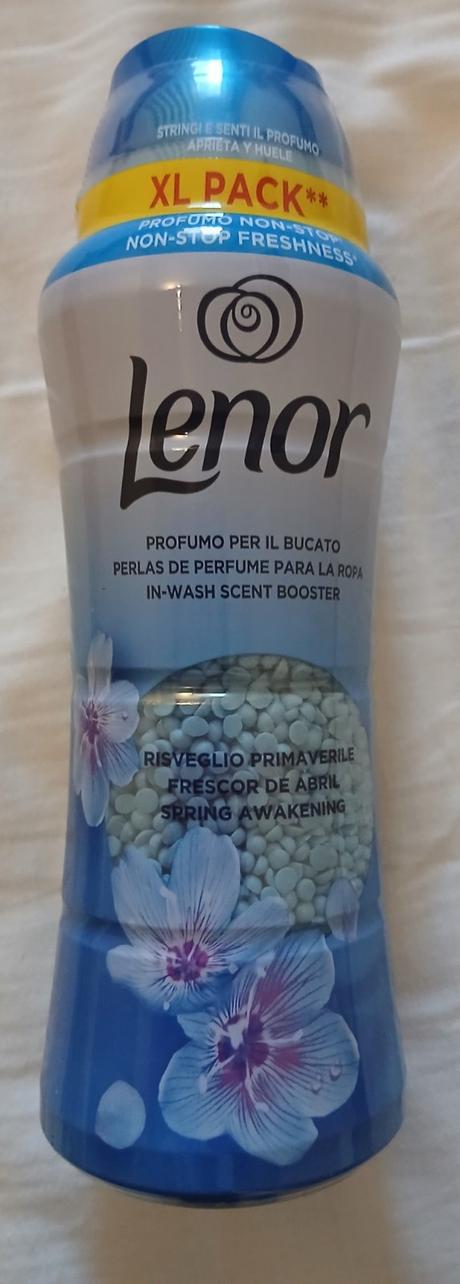 STRINGI E SENTI IL PROFUMO
APRIETA Y HUELE
XL PACK**
PROFUMO NON-STOP*
NON-STOP FRESHNESS*
Lenor
PROFUMO PER IL BUCATO
PERLAS DE PERFUME PARA LA ROPA
IN-WASH SCENT BOOSTER
RISVEGLIO PRIMAVERILE
FRESCOR DE ABRIL
SPRING AWAKENING